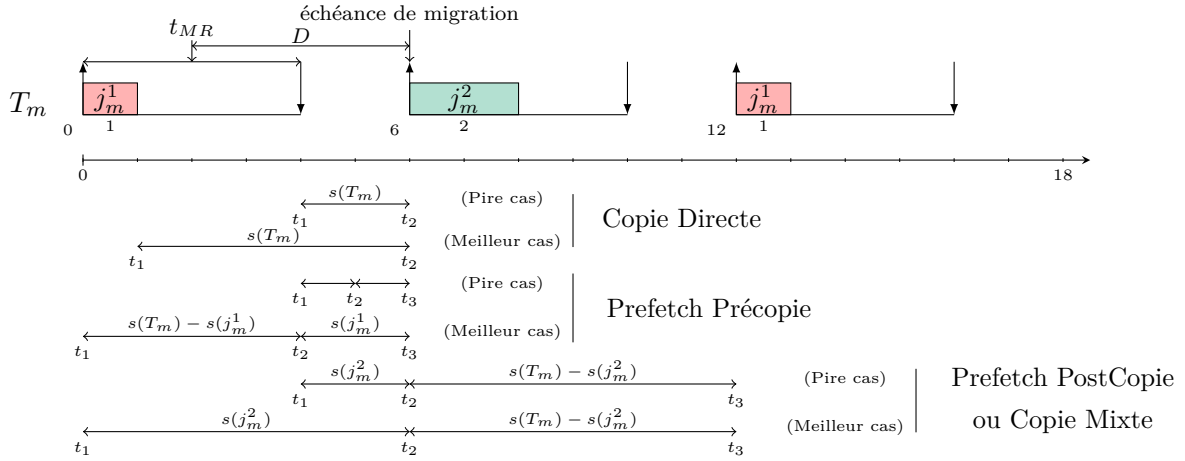 échéance de migration
t_{MR}
D
T_m j_m^1 j_m^2 j_m^1
0 1 6 2 12 1
0 18
s(T_m) (Pire cas)
t_1 t_2 Copie Directe
s(T_m) (Meilleur cas)
t_1 t_2
(Pire cas)
t_1 t_2 t_3 Prefetch Précopie
s(T_m) − s(j_m^1) s(j_m^1) (Meilleur cas)
t_1 t_2 t_3
s(j_m^2) s(T_m) − s(j_m^2) (Pire cas) Prefetch PostCopie
t_1 t_2 t_3
s(j_m^2) s(T_m) − s(j_m^2) (Meilleur cas) ou Copie Mixte
t_1 t_2 t_3